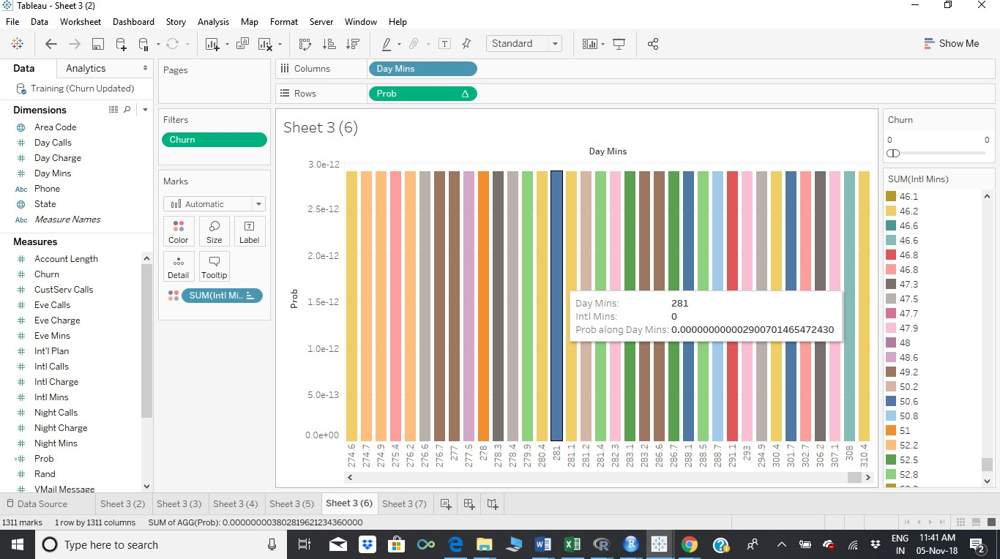 Tableau - Sheet 3 (2)
File Data Worksheet Dashboard Story Analysis Map Format Server Window Help
Standard
Show Me
Data Analytics
Training (Churn Updated)
Dimensions
Area Code
Day Calls
Day Charge
Day Mins
Abc Phone
State
Abc Measure Names
Measures
Account Length
Churn
CustServ Calls
Eve Calls
Eve Charge
Eve Mins
Int'l Plan
Intl Calls
Intl Charge
Intl Mins
Night Calls
Night Charge
Night Mins
Prob
Rand
VMail Message
Pages
Filters
Churn
Marks
Automatic
Color Size Label
Detail Tooltip
SUM(Intl Mi..
Columns Day Mins
Rows Prob Δ
Sheet 3 (6)
Day Mins
Prob
3.0e-12
2.5e-12
2.0e-12
1.5e-12
1.0e-12
5.0e-13
0.0e+00
Day Mins: 281
Intl Mins: 0
Prob along Day Mins: 0.000000000002900701465472430
274.6 274.7 274.9 275.4 276.2 276.6 276.7 277 277.5 278 278.3 278.4 279.9 280.4 281 281.1 281.2 281.4 282.3 283.1 283.2 286.6 286.7 288.1 288.5 288.7 291.1 293 294.9 300.4 301.7 302.7 306.2 307.1 308 310.4
Churn
0 0
SUM(Intl Mins)
46.1
46.2
46.6
46.6
46.8
46.8
47.3
47.5
47.7
47.9
48
48.6
49.2
50.2
50.6
50.8
51
52.2
52.5
52.8
Data Source Sheet 3 (2) Sheet 3 (3) Sheet 3 (4) Sheet 3 (5) Sheet 3 (6) Sheet 3 (7)
1311 marks 1 row by 1311 columns SUM of AGG(Prob): 0.000000003802819621234360000
Type here to search
ENG
IN
11:41 AM
05-Nov-18
2